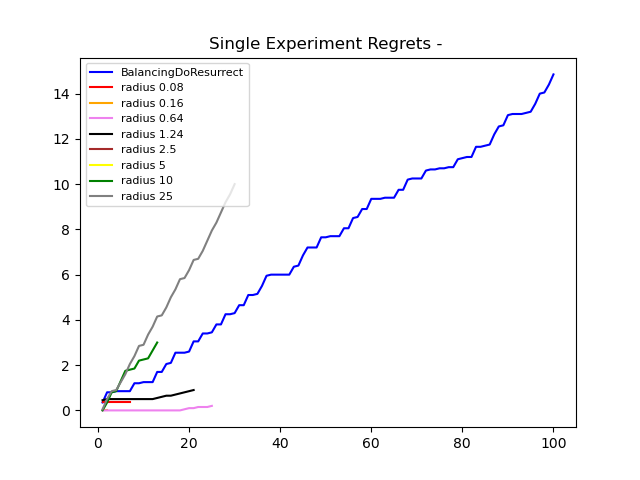 Single Experiment Regrets -
BalancingDoResurrect
radius 0.08
radius 0.16
radius 0.64
radius 1.24
radius 2.5
radius 5
radius 10
radius 25
14
12
10
8
6
4
2
0
0 20 40 60 80 100